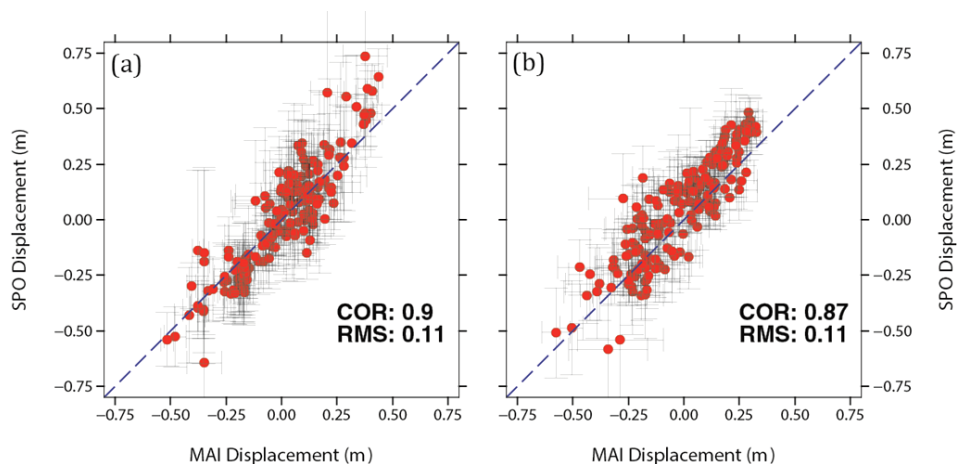 (a)
0.75
0.50
0.25
0.00
−0.25
−0.50
−0.75
SPO Displacement (m)
COR: 0.9
RMS: 0.11
−0.75 −0.50 −0.25 0.00 0.25 0.50 0.75
MAI Displacement (m)
(b)
0.75
0.50
0.25
0.00
−0.25
−0.50
−0.75
SPO Displacement (m)
COR: 0.87
RMS: 0.11
−0.75 −0.50 −0.25 0.00 0.25 0.50 0.75
MAI Displacement (m)